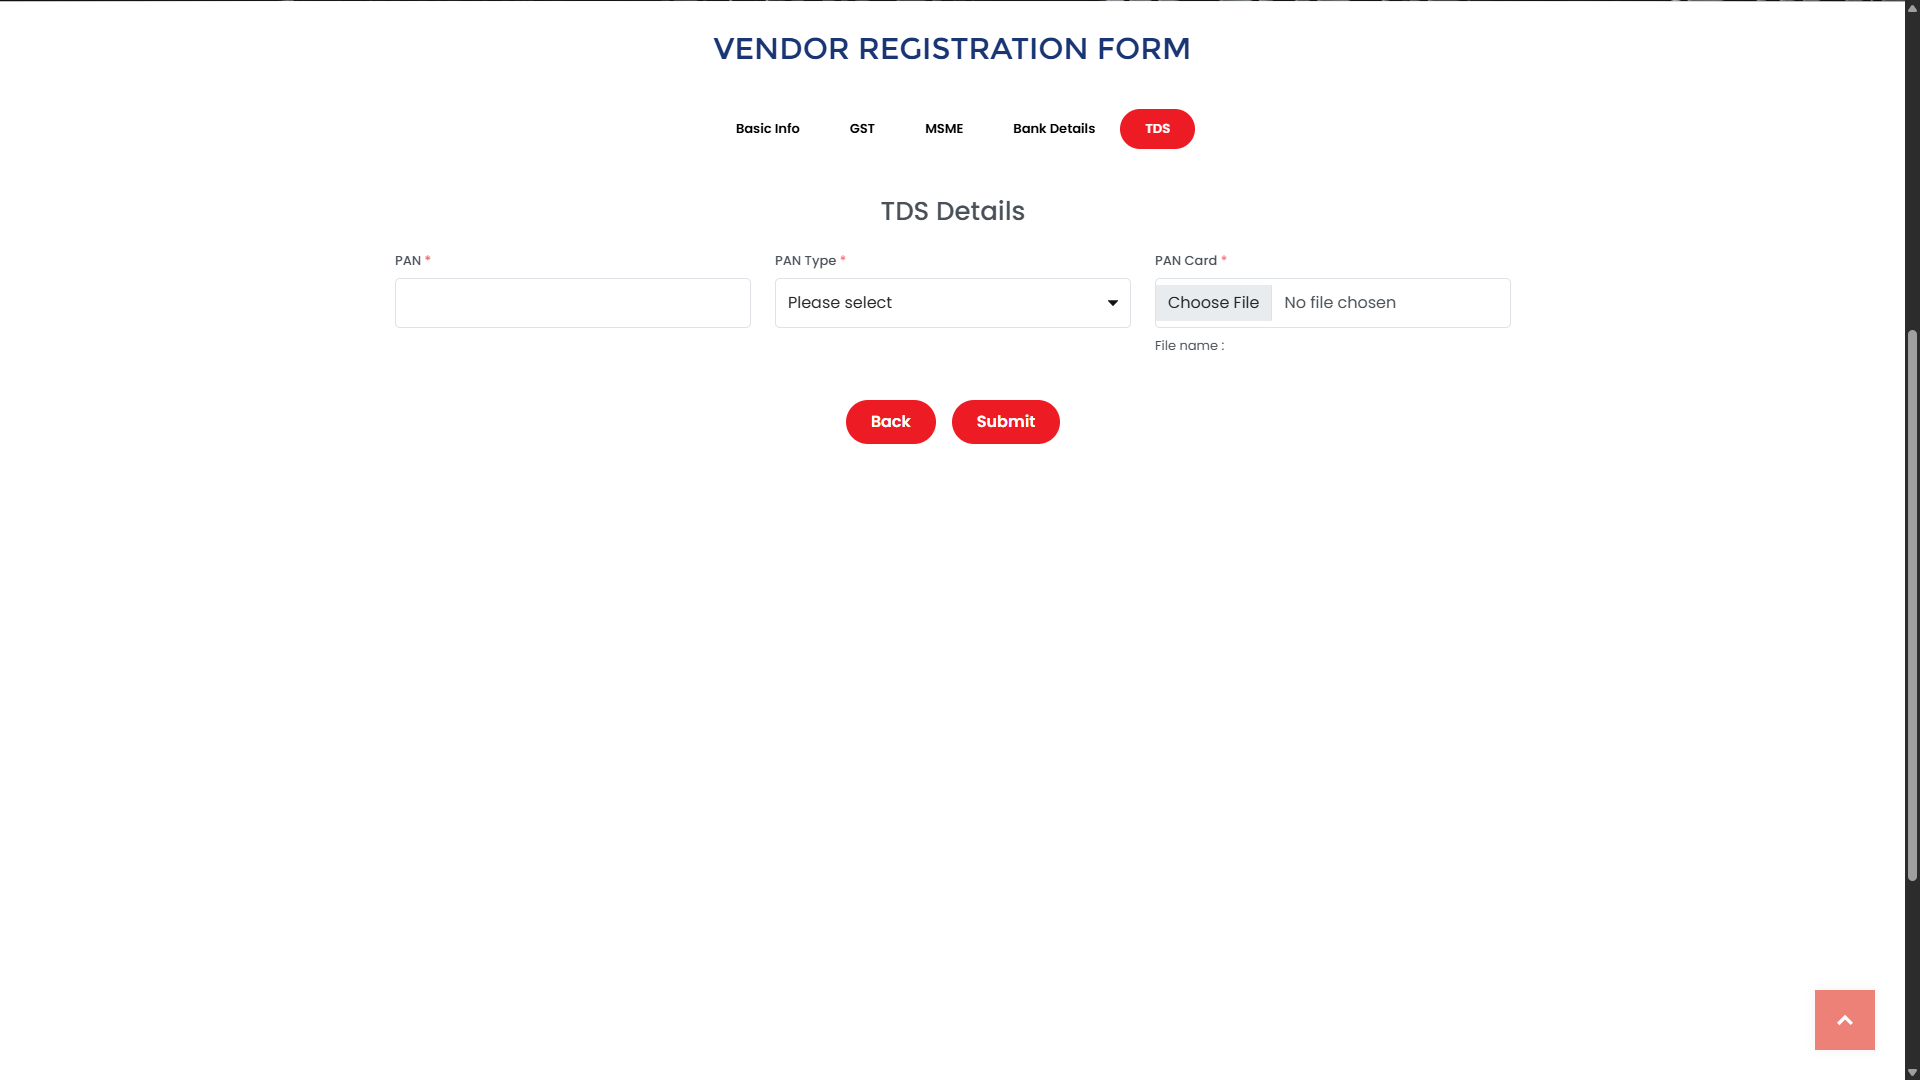 VENDOR REGISTRATION FORM
Basic Info GST MSME Bank Details TDS
TDS Details
PAN * PAN Type * PAN Card *
Please select Choose File No file chosen
File name :
Back Submit